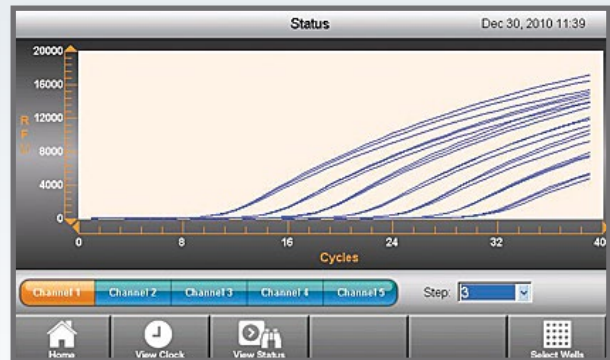 Status
Dec 30, 2010 11:39
20000
16000
12000
8000
4000
0
RFU
0 8 16 24 32 40
Cycles
Channel 1 Channel 2 Channel 3 Channel 4 Channel 5
Step: 3
Home View Clock View Status Select Wells